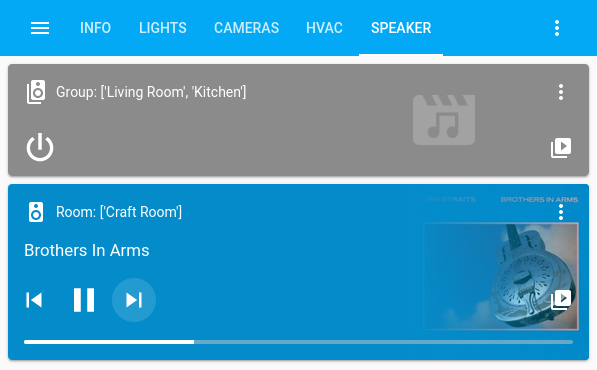 INFO LIGHTS CAMERAS HVAC SPEAKER
Group: ['Living Room', 'Kitchen']
Room: ['Craft Room']
DIRE STRAITS BROTHERS IN ARMS
Brothers In Arms